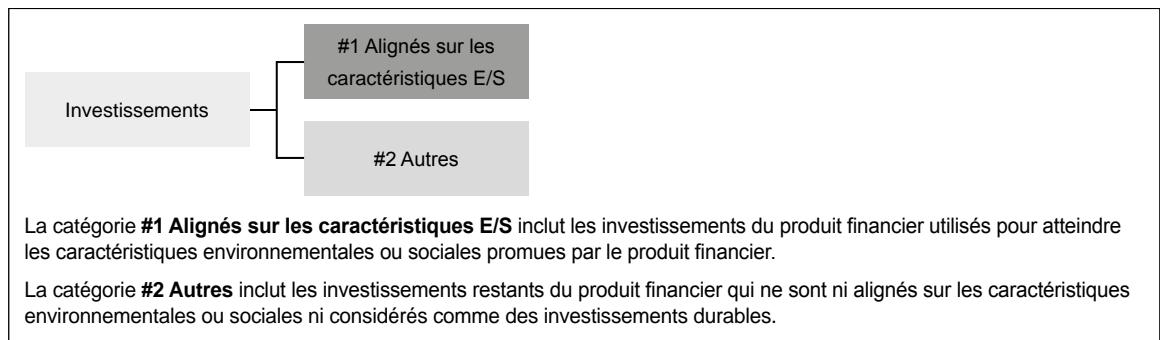 #1 Alignés sur les
caractéristiques E/S
Investissements
#2 Autres
La catégorie #1 Alignés sur les caractéristiques E/S inclut les investissements du produit financier utilisés pour atteindre
les caractéristiques environnementales ou sociales promues par le produit financier.
La catégorie #2 Autres inclut les investissements restants du produit financier qui ne sont ni alignés sur les caractéristiques
environnementales ou sociales ni considérés comme des investissements durables.